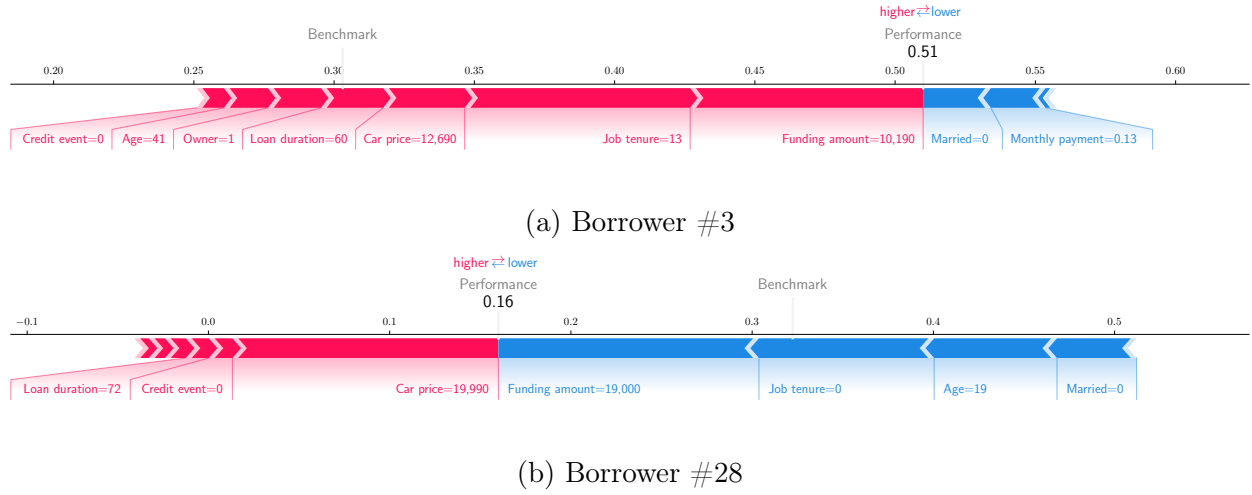 higher ⇄ lower
Benchmark Performance
0.51
0.20 0.25 0.30 0.35 0.40 0.45 0.50 0.55 0.60
Credit event=0 Age=41 Owner=1 Loan duration=60 Car price=12,690 Job tenure=13 Funding amount=10,190 Married=0 Monthly payment=0.13
(a) Borrower #3
higher ⇄ lower
Performance Benchmark
0.16
−0.1 0.0 0.1 0.2 0.3 0.4 0.5
Loan duration=72 Credit event=0 Car price=19,990 Funding amount=19,000 Job tenure=0 Age=19 Married=0
(b) Borrower #28